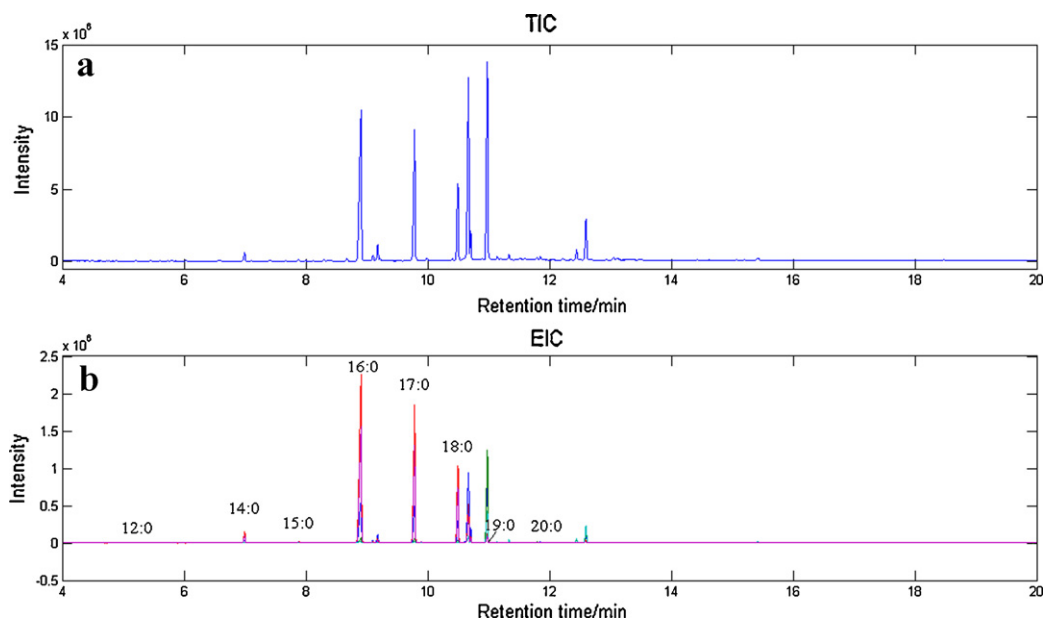 TIC
x 10⁶
a
15
10
5
0
Intensity
4 6 8 10 12 14 16 18 20
Retention time/min
EIC
x 10⁶
b
2.5
2
1.5
1
0.5
0
-0.5
Intensity
16:0
17:0
18:0
14:0
15:0
12:0
19:0
20:0
4 6 8 10 12 14 16 18 20
Retention time/min